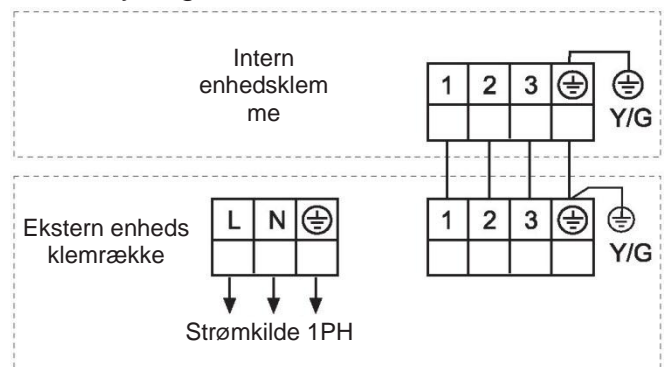 Intern
enhedsklem
me
1 2 3
Y/G
Ekstern enheds
klemrække
L N
1 2 3
Y/G
Strømkilde 1PH